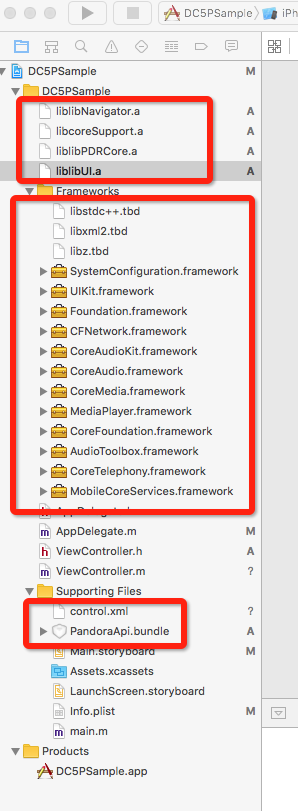 DC5PSample
iPh
DC5PSample
M
DC5PSample
liblibNavigator.a
A
libcoreSupport.a
A
liblibPDRCore.a
A
liblibUI.a
A
Frameworks
libstdc++.tbd
libxml2.tbd
libz.tbd
SystemConfiguration.framework
UIKit.framework
Foundation.framework
CFNetwork.framework
CoreAudioKit.framework
CoreAudio.framework
CoreMedia.framework
MediaPlayer.framework
CoreFoundation.framework
AudioToolbox.framework
CoreTelephony.framework
MobileCoreServices.framework
h
AppDelegate.h
m
AppDelegate.m
M
h
ViewController.h
A
m
ViewController.m
?
Supporting Files
control.xml
?
PandoraApi.bundle
A
Main.storyboard
M
Assets.xcassets
LaunchScreen.storyboard
Info.plist
M
m
main.m
Products
DC5PSample.app